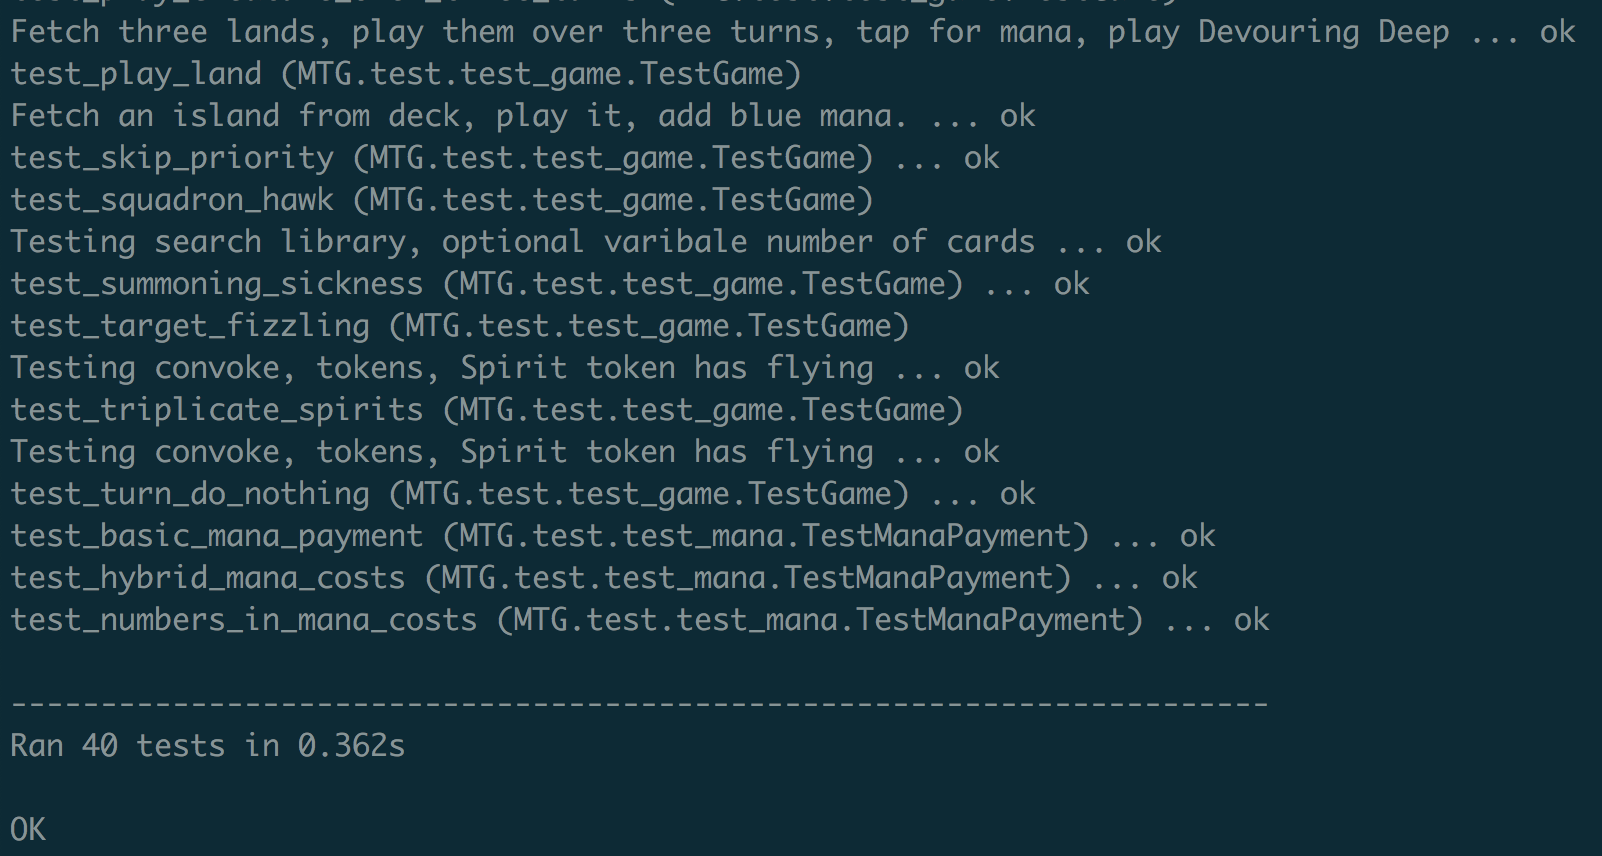 Fetch three lands, play them over three turns, tap for mana, play Devouring Deep ... ok
test_play_land (MTG.test.test_game.TestGame)
Fetch an island from deck, play it, add blue mana. ... ok
test_skip_priority (MTG.test.test_game.TestGame) ... ok
test_squadron_hawk (MTG.test.test_game.TestGame)
Testing search library, optional varibale number of cards ... ok
test_summoning_sickness (MTG.test.test_game.TestGame) ... ok
test_target_fizzling (MTG.test.test_game.TestGame)
Testing convoke, tokens, Spirit token has flying ... ok
test_triplicate_spirits (MTG.test.test_game.TestGame)
Testing convoke, tokens, Spirit token has flying ... ok
test_turn_do_nothing (MTG.test.test_game.TestGame) ... ok
test_basic_mana_payment (MTG.test.test_mana.TestManaPayment) ... ok
test_hybrid_mana_costs (MTG.test.test_mana.TestManaPayment) ... ok
test_numbers_in_mana_costs (MTG.test.test_mana.TestManaPayment) ... ok
----------------------------------------------------------------------
Ran 40 tests in 0.362s
OK